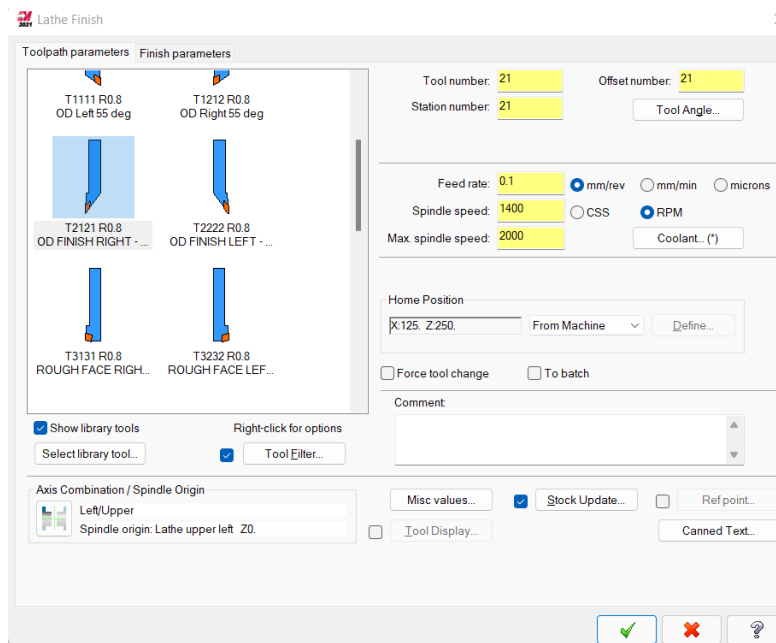 2021 Lathe Finish
Toolpath parameters Finish parameters
T1111 R0.8 T1212 R0.8
OD Left 55 deg OD Right 55 deg
T2121 R0.8 T2222 R0.8
OD FINISH RIGHT - ... OD FINISH LEFT - ...
T3131 R0.8 T3232 R0.8
ROUGH FACE RIGH... ROUGH FACE LEF...
Show library tools Right-click for options
Select library tool... Tool Filter...
Axis Combination / Spindle Origin
Left/Upper
Spindle origin: Lathe upper left Z0.
Tool number: 21 Offset number: 21
Station number: 21 Tool Angle...
Feed rate: 0.1 mm/rev mm/min microns
Spindle speed: 1400 CSS RPM
Max. spindle speed: 2000 Coolant... (*)
Home Position
X:125. Z:250. From Machine Define...
Force tool change To batch
Comment:
Misc values... Stock Update... Ref point...
Tool Display... Canned Text...